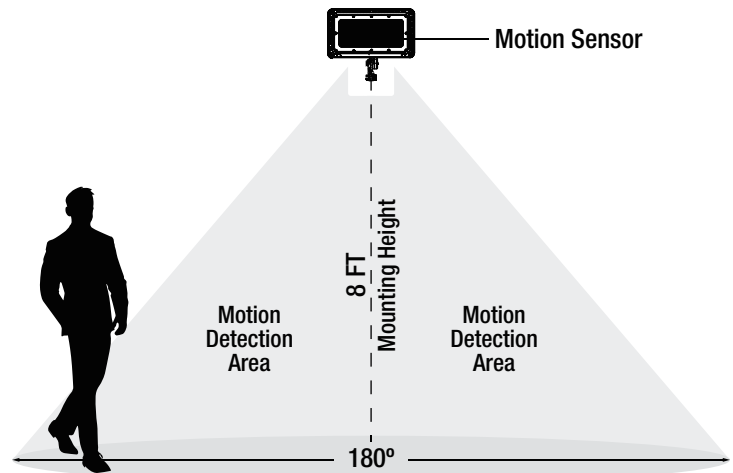 Motion Sensor
8 FT
Mounting Height
Motion
Detection
Area
Motion
Detection
Area
180º